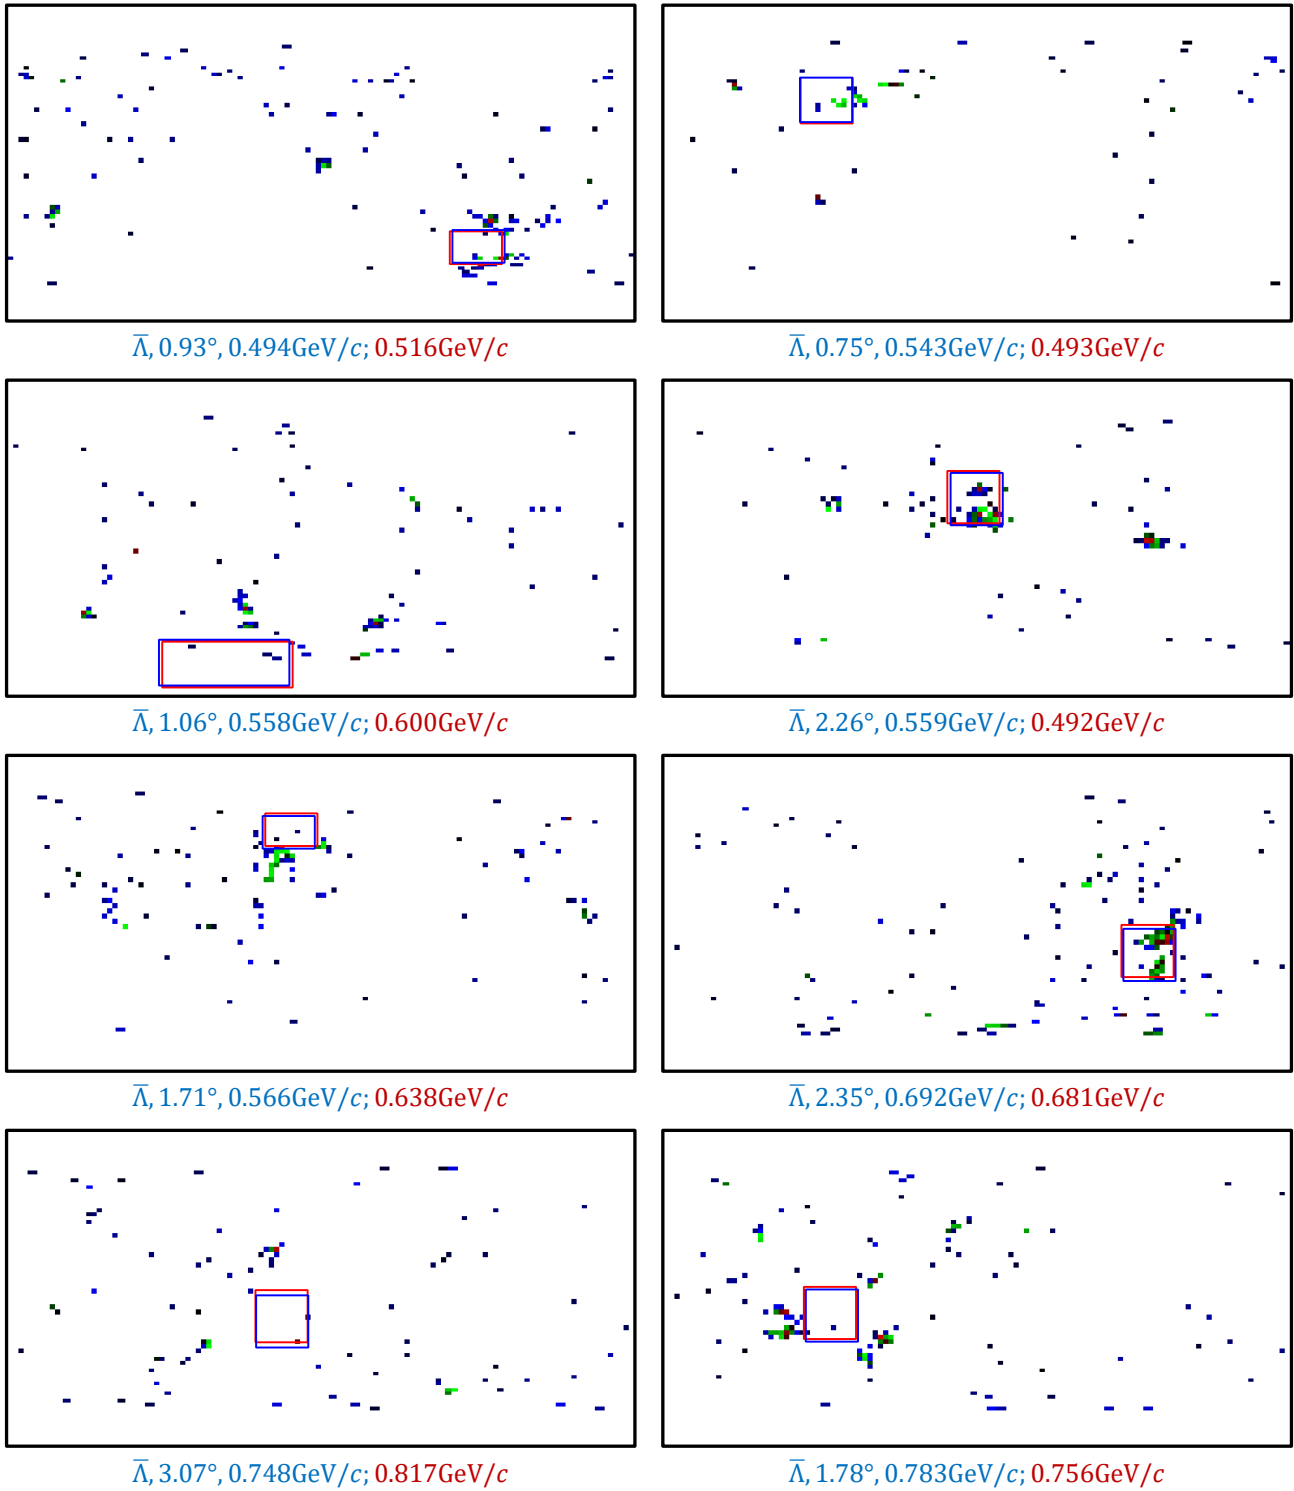 Λ̅, 0.93°, 0.494GeV/c; 0.516GeV/c
Λ̅, 0.75°, 0.543GeV/c; 0.493GeV/c
Λ̅, 1.06°, 0.558GeV/c; 0.600GeV/c
Λ̅, 2.26°, 0.559GeV/c; 0.492GeV/c
Λ̅, 1.71°, 0.566GeV/c; 0.638GeV/c
Λ̅, 2.35°, 0.692GeV/c; 0.681GeV/c
Λ̅, 3.07°, 0.748GeV/c; 0.817GeV/c
Λ̅, 1.78°, 0.783GeV/c; 0.756GeV/c